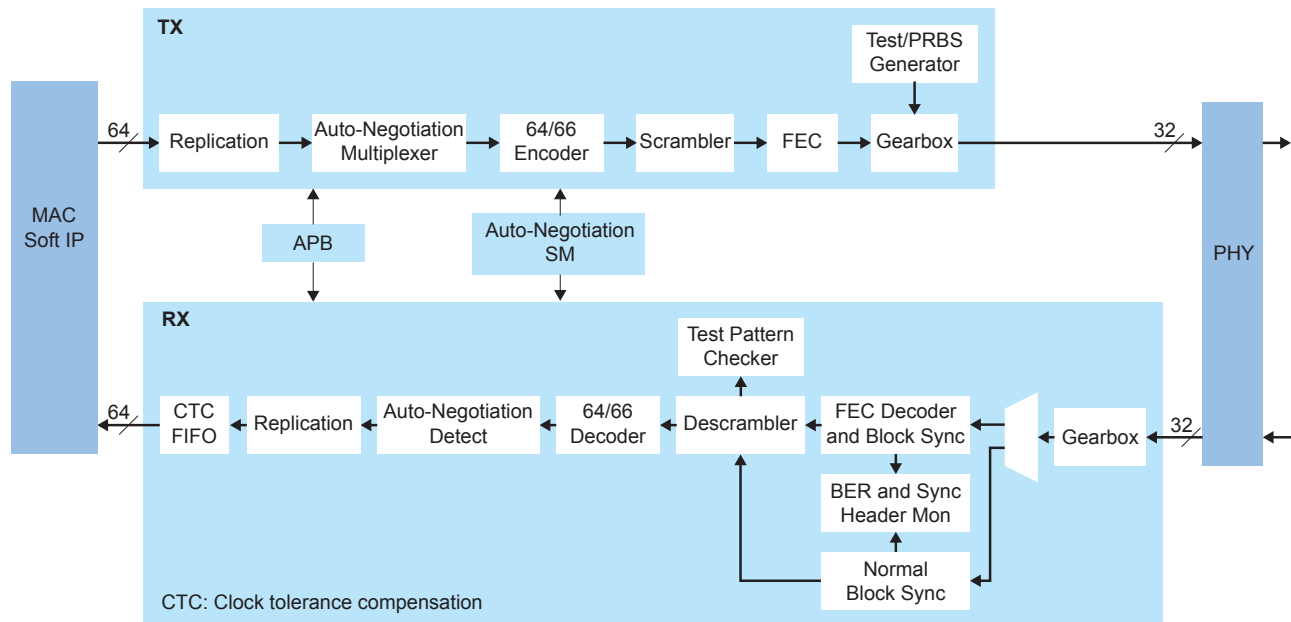 TX
Test/PRBS
Generator
64
Replication
Auto-Negotiation
Multiplexer
64/66
Encoder
Scrambler
FEC
Gearbox
32
MAC
Soft IP
APB
Auto-Negotiation
SM
PHY
RX
Test Pattern
Checker
64
CTC
FIFO
Replication
Auto-Negotiation
Detect
64/66
Decoder
Descrambler
FEC Decoder
and Block Sync
Gearbox
32
BER and Sync
Header Mon
Normal
Block Sync
CTC: Clock tolerance compensation